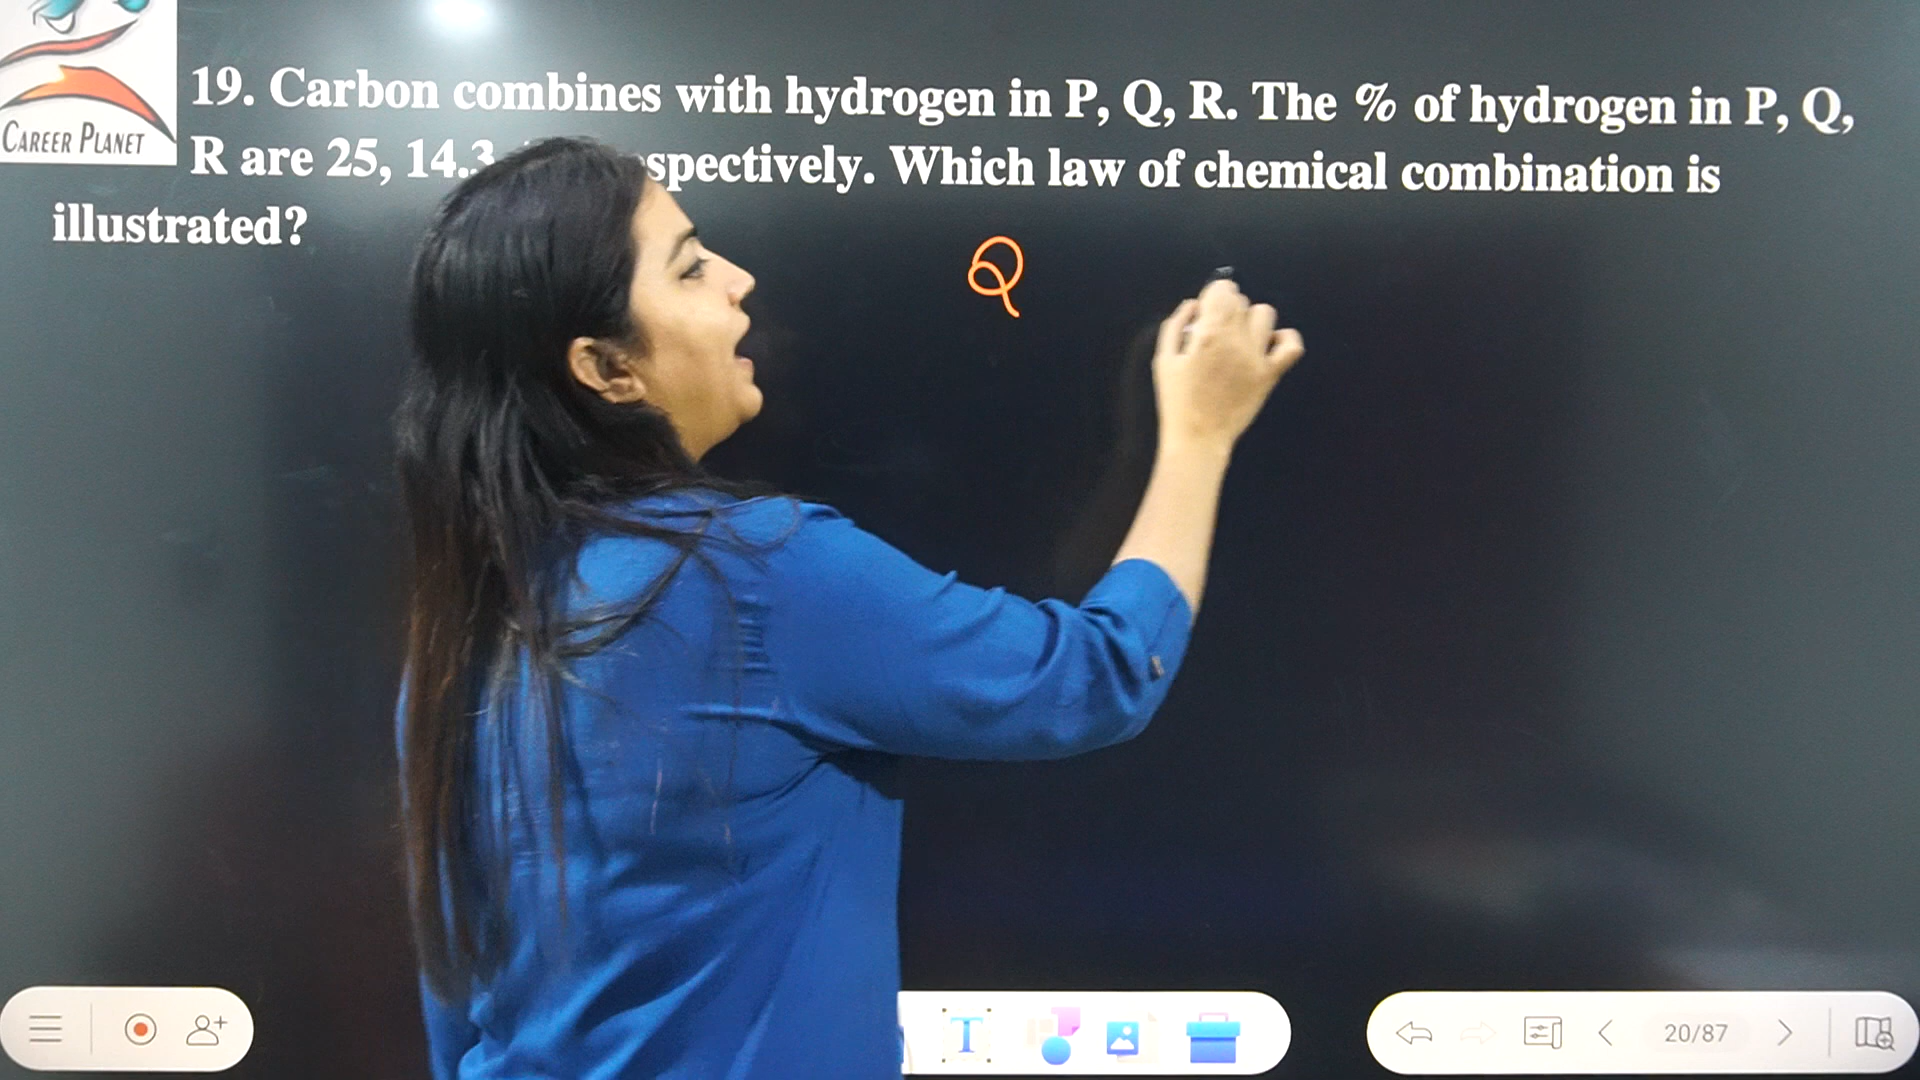 CAREER PLANET
19. Carbon combines with hydrogen in P, Q, R. The % of hydrogen in P, Q,
R are 25, 14.3 spectively. Which law of chemical combination is
illustrated?
Q
T
20/87